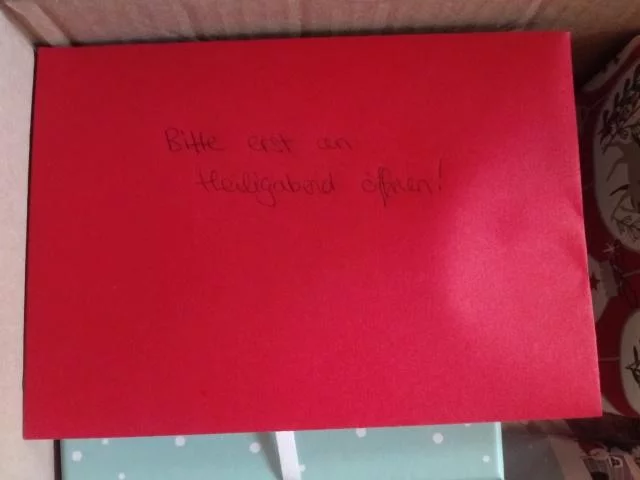 Bitte erst an
Heiligabend öffnen!